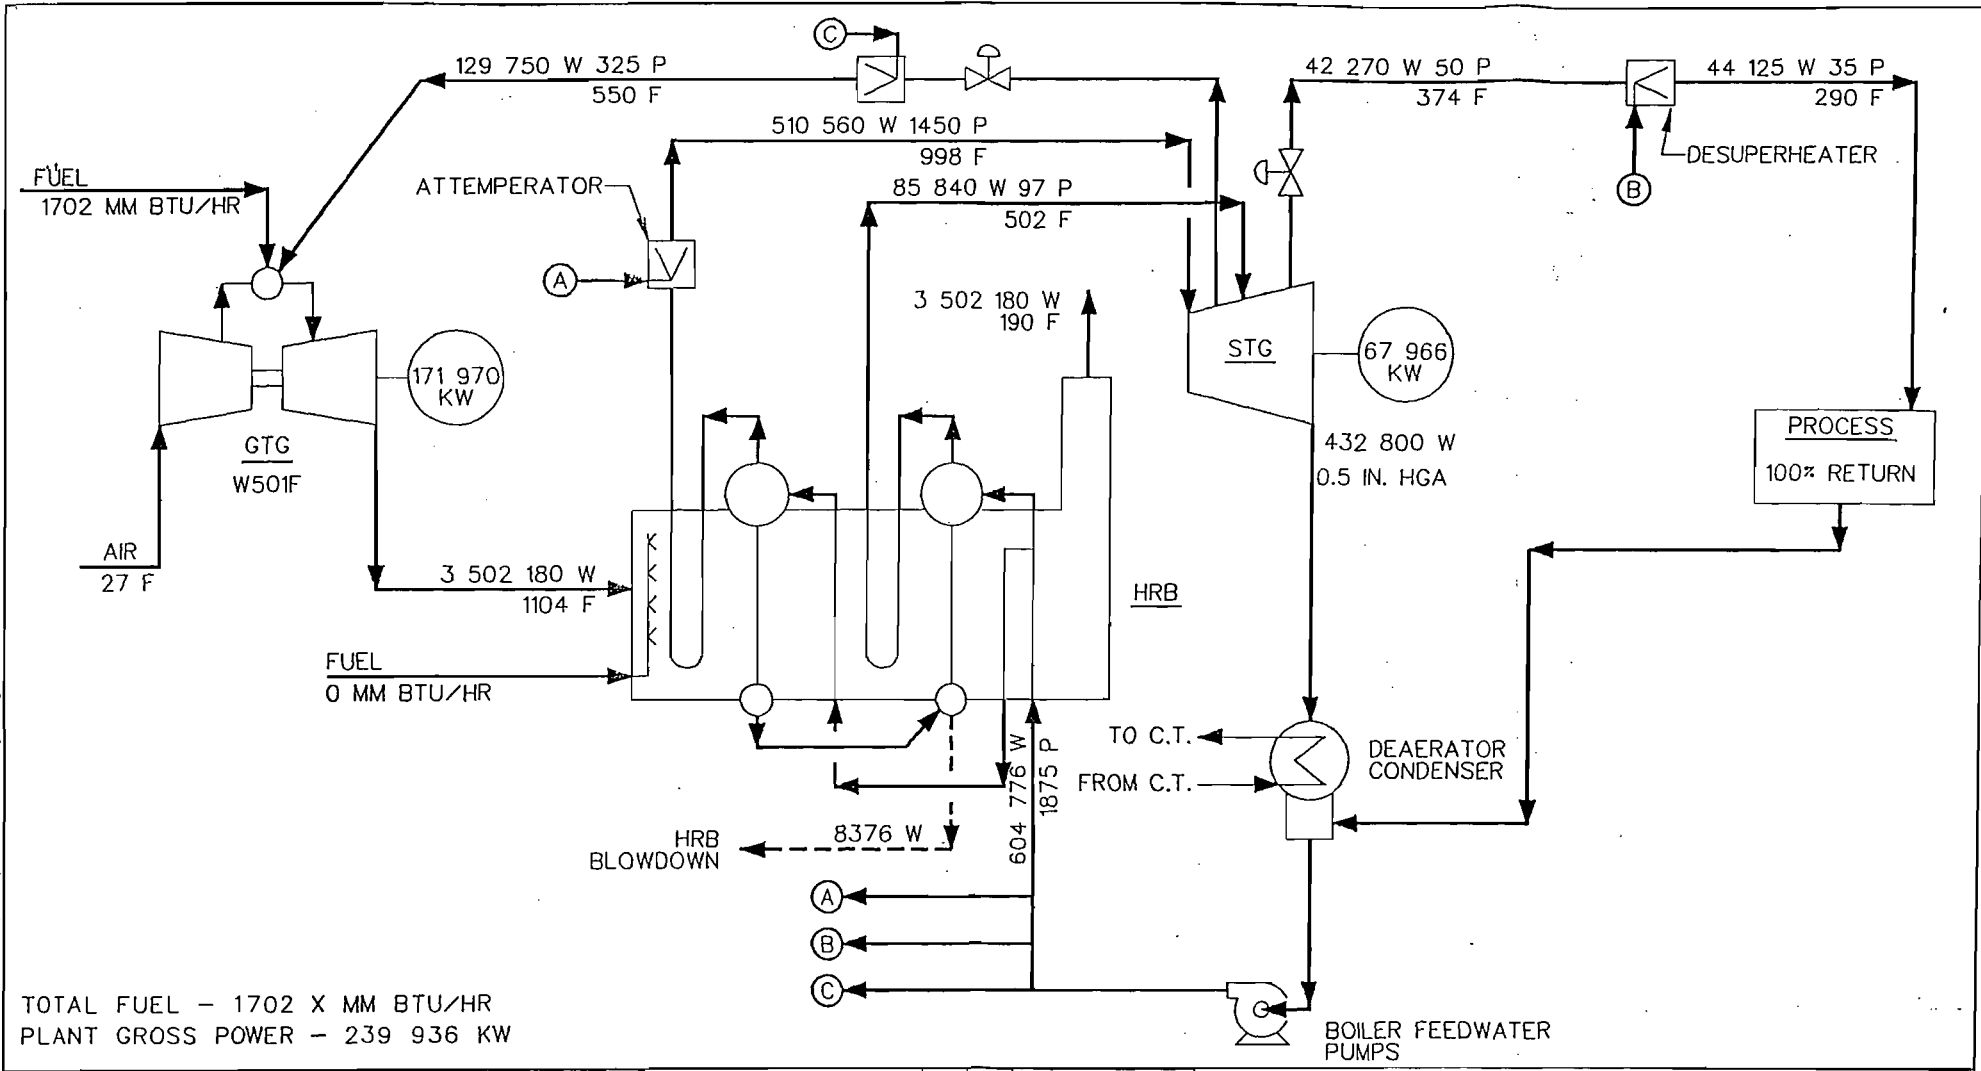 C
129 750 W 325 P
550 F
42 270 W 50 P
374 F
44 125 W 35 P
290 F
510 560 W 1450 P
998 F
DESUPERHEATER
B
FUEL
1702 MM BTU/HR
ATTEMPERATOR
85 840 W 97 P
502 F
A
3 502 180 W
190 F
STG
67 966
KW
171 970
KW
GTG
W501F
432 800 W
0.5 IN. HGA
PROCESS
100% RETURN
AIR
27 F
3 502 180 W
1104 F
HRB
FUEL
0 MM BTU/HR
TO C.T.
FROM C.T.
DEAERATOR
CONDENSER
604 776 W
1875 P
HRB
BLOWDOWN
8376 W
A
B
C
TOTAL FUEL - 1702 X MM BTU/HR
PLANT GROSS POWER - 239 936 KW
BOILER FEEDWATER
PUMPS